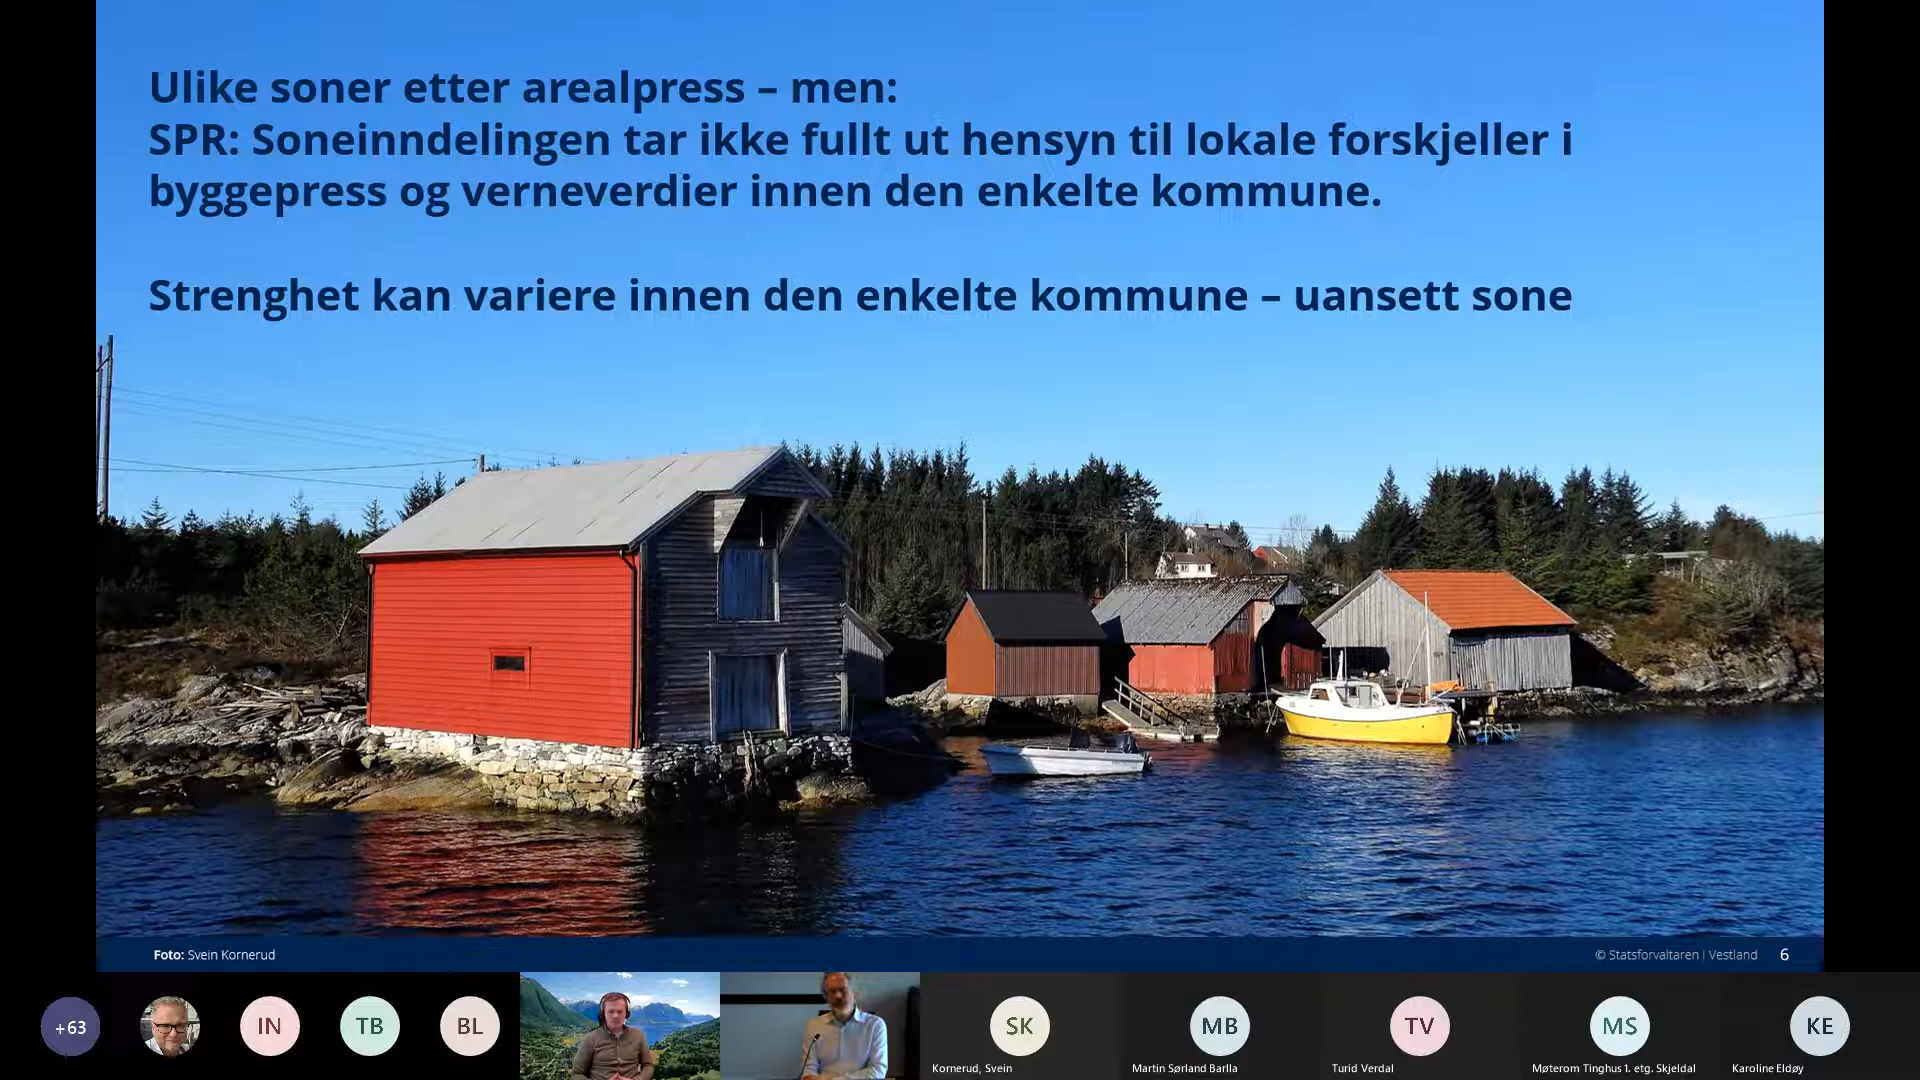 Ulike soner etter arealpress – men:
SPR: Soneinndelingen tar ikke fullt ut hensyn til lokale forskjeller i
byggepress og verneverdier innen den enkelte kommune.
Strenghet kan variere innen den enkelte kommune – uansett sone
Foto: Svein Kornerud
© Statsforvaltaren | Vestland 6
+63
IN
TB
BL
SK
MB
TV
MS
KE
Kornerud, Svein
Martin Sørland Barlla
Turid Verdal
Møterom Tinghus 1. etg. Skjeldal
Karoline Eldøy